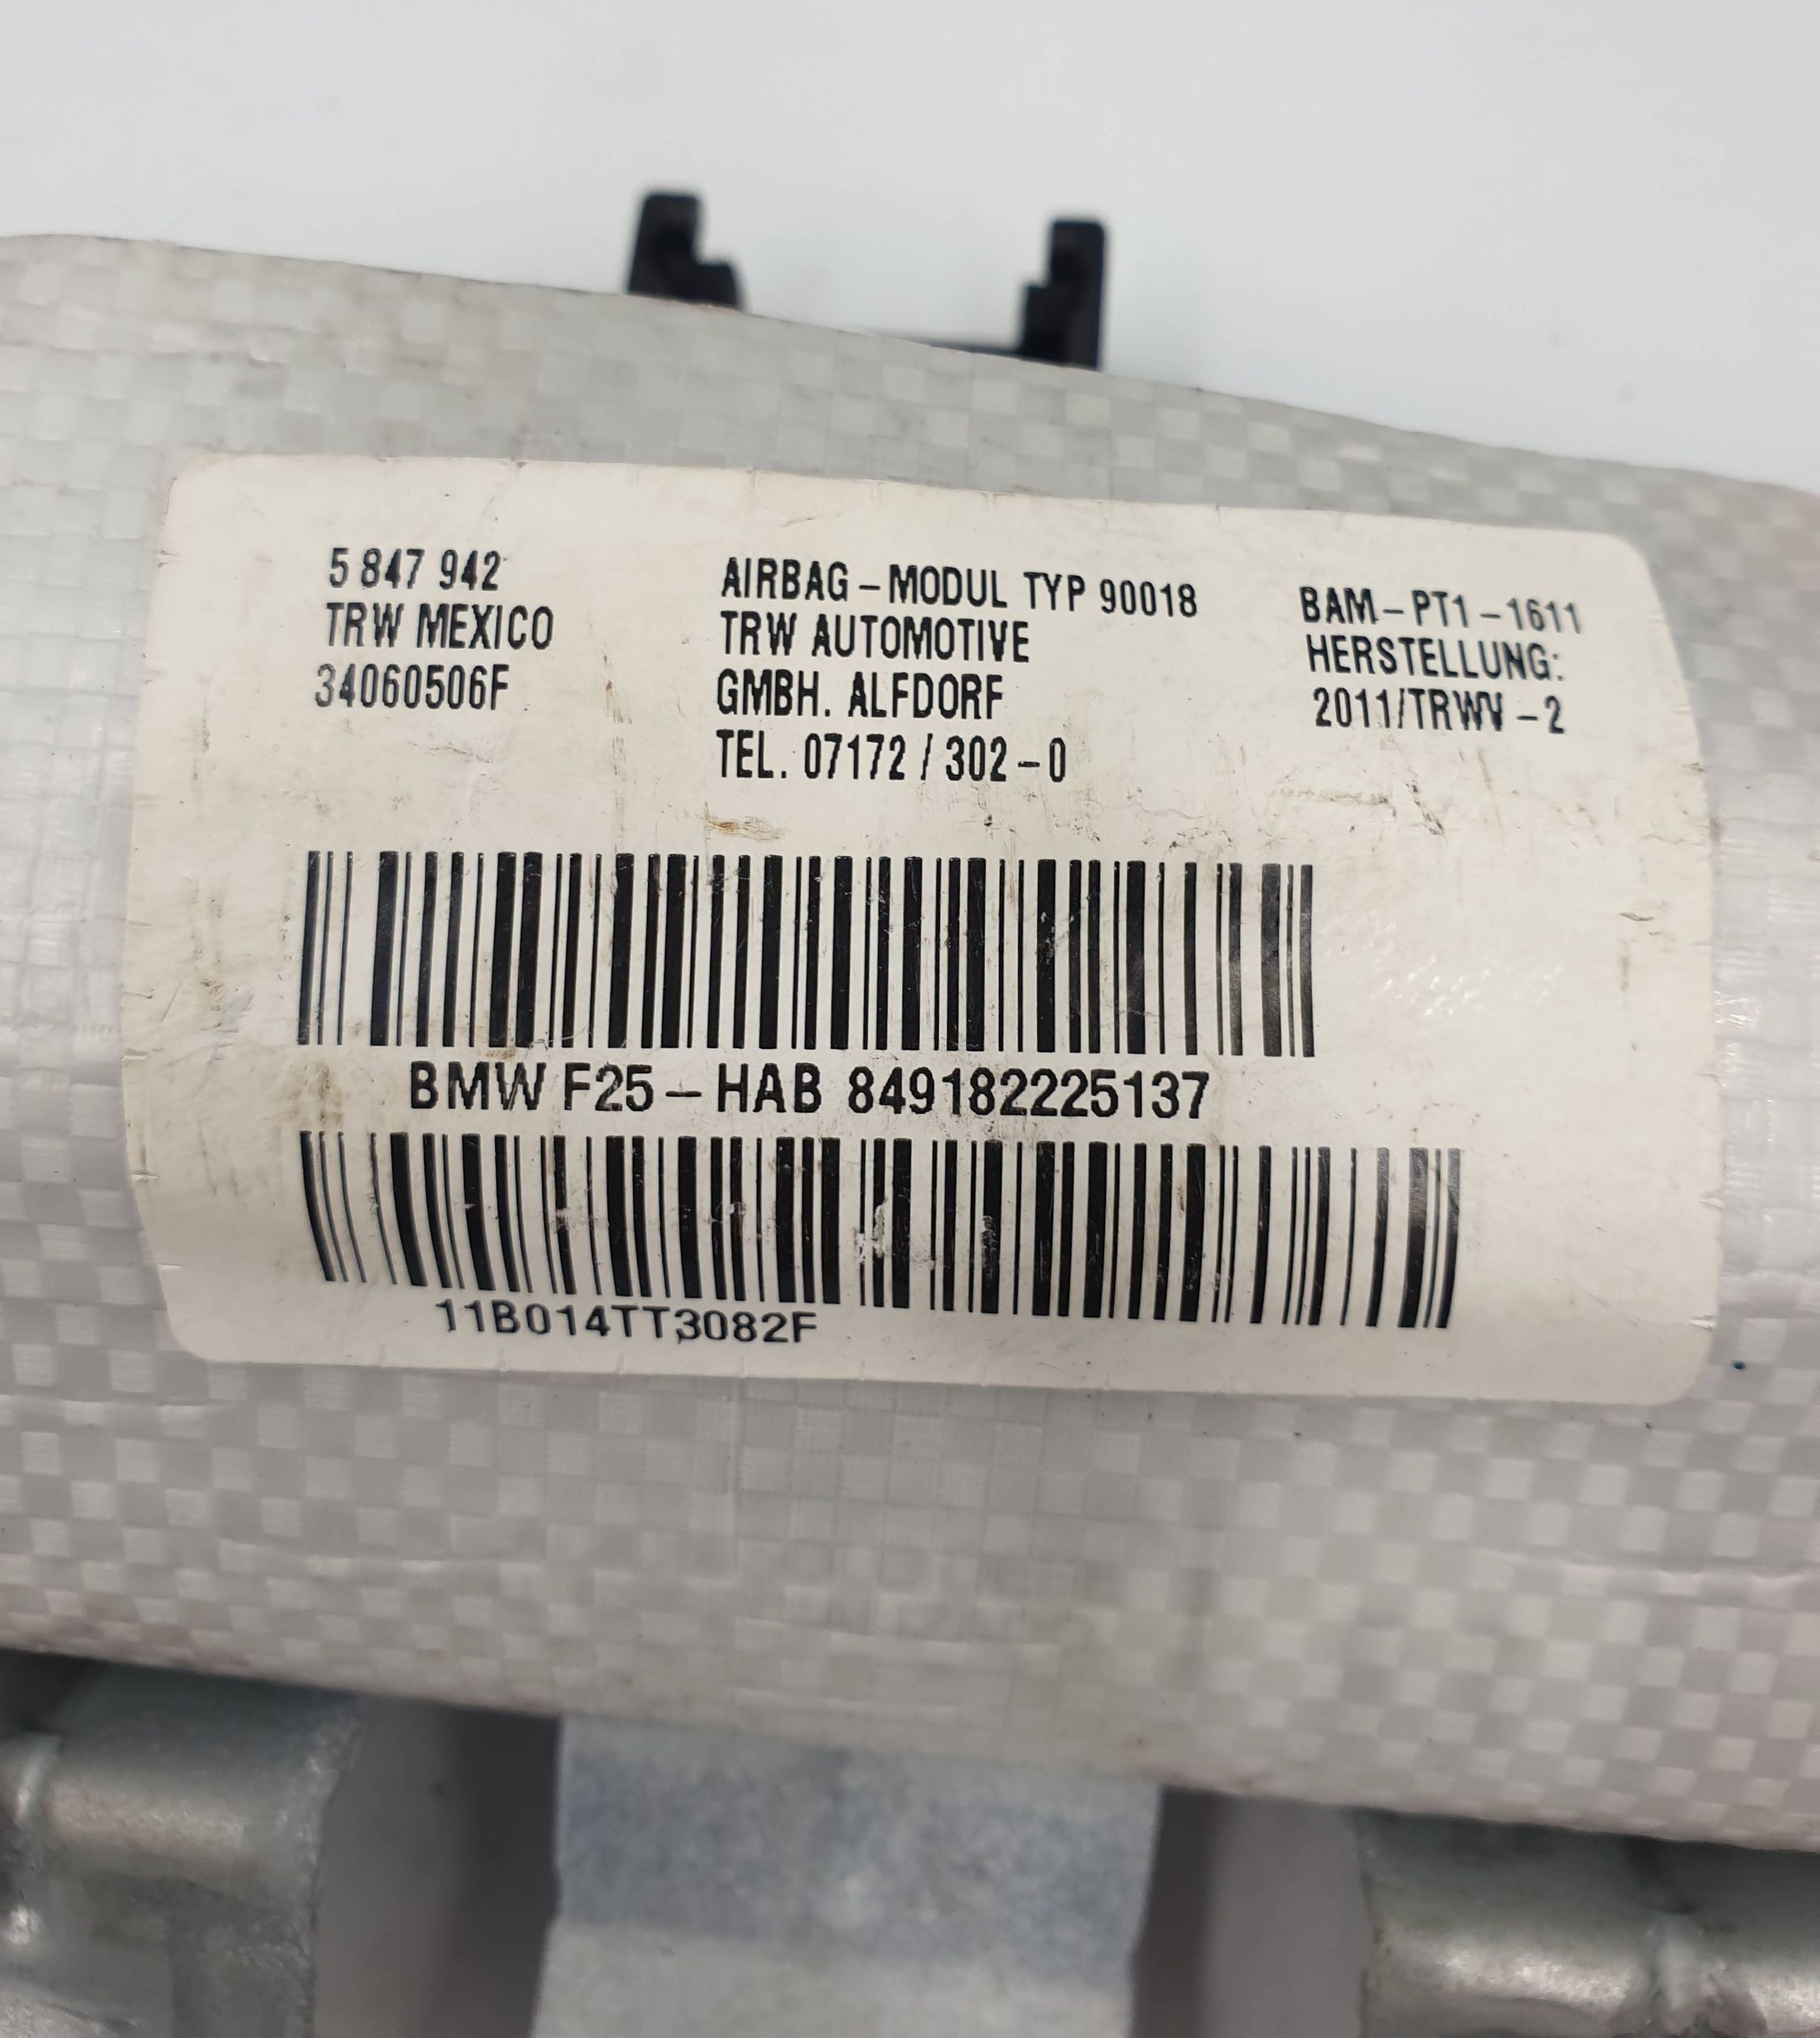 5 847 942
TRW MEXICO
34060506F
AIRBAG – MODUL TYP 90018
TRW AUTOMOTIVE
GMBH. ALFDORF
TEL. 07172 / 302 – 0
BAM – PT1 – 1611
HERSTELLUNG:
2011/TRWV – 2
BMW F25 – HAB 849182225137
11B014TT3082F